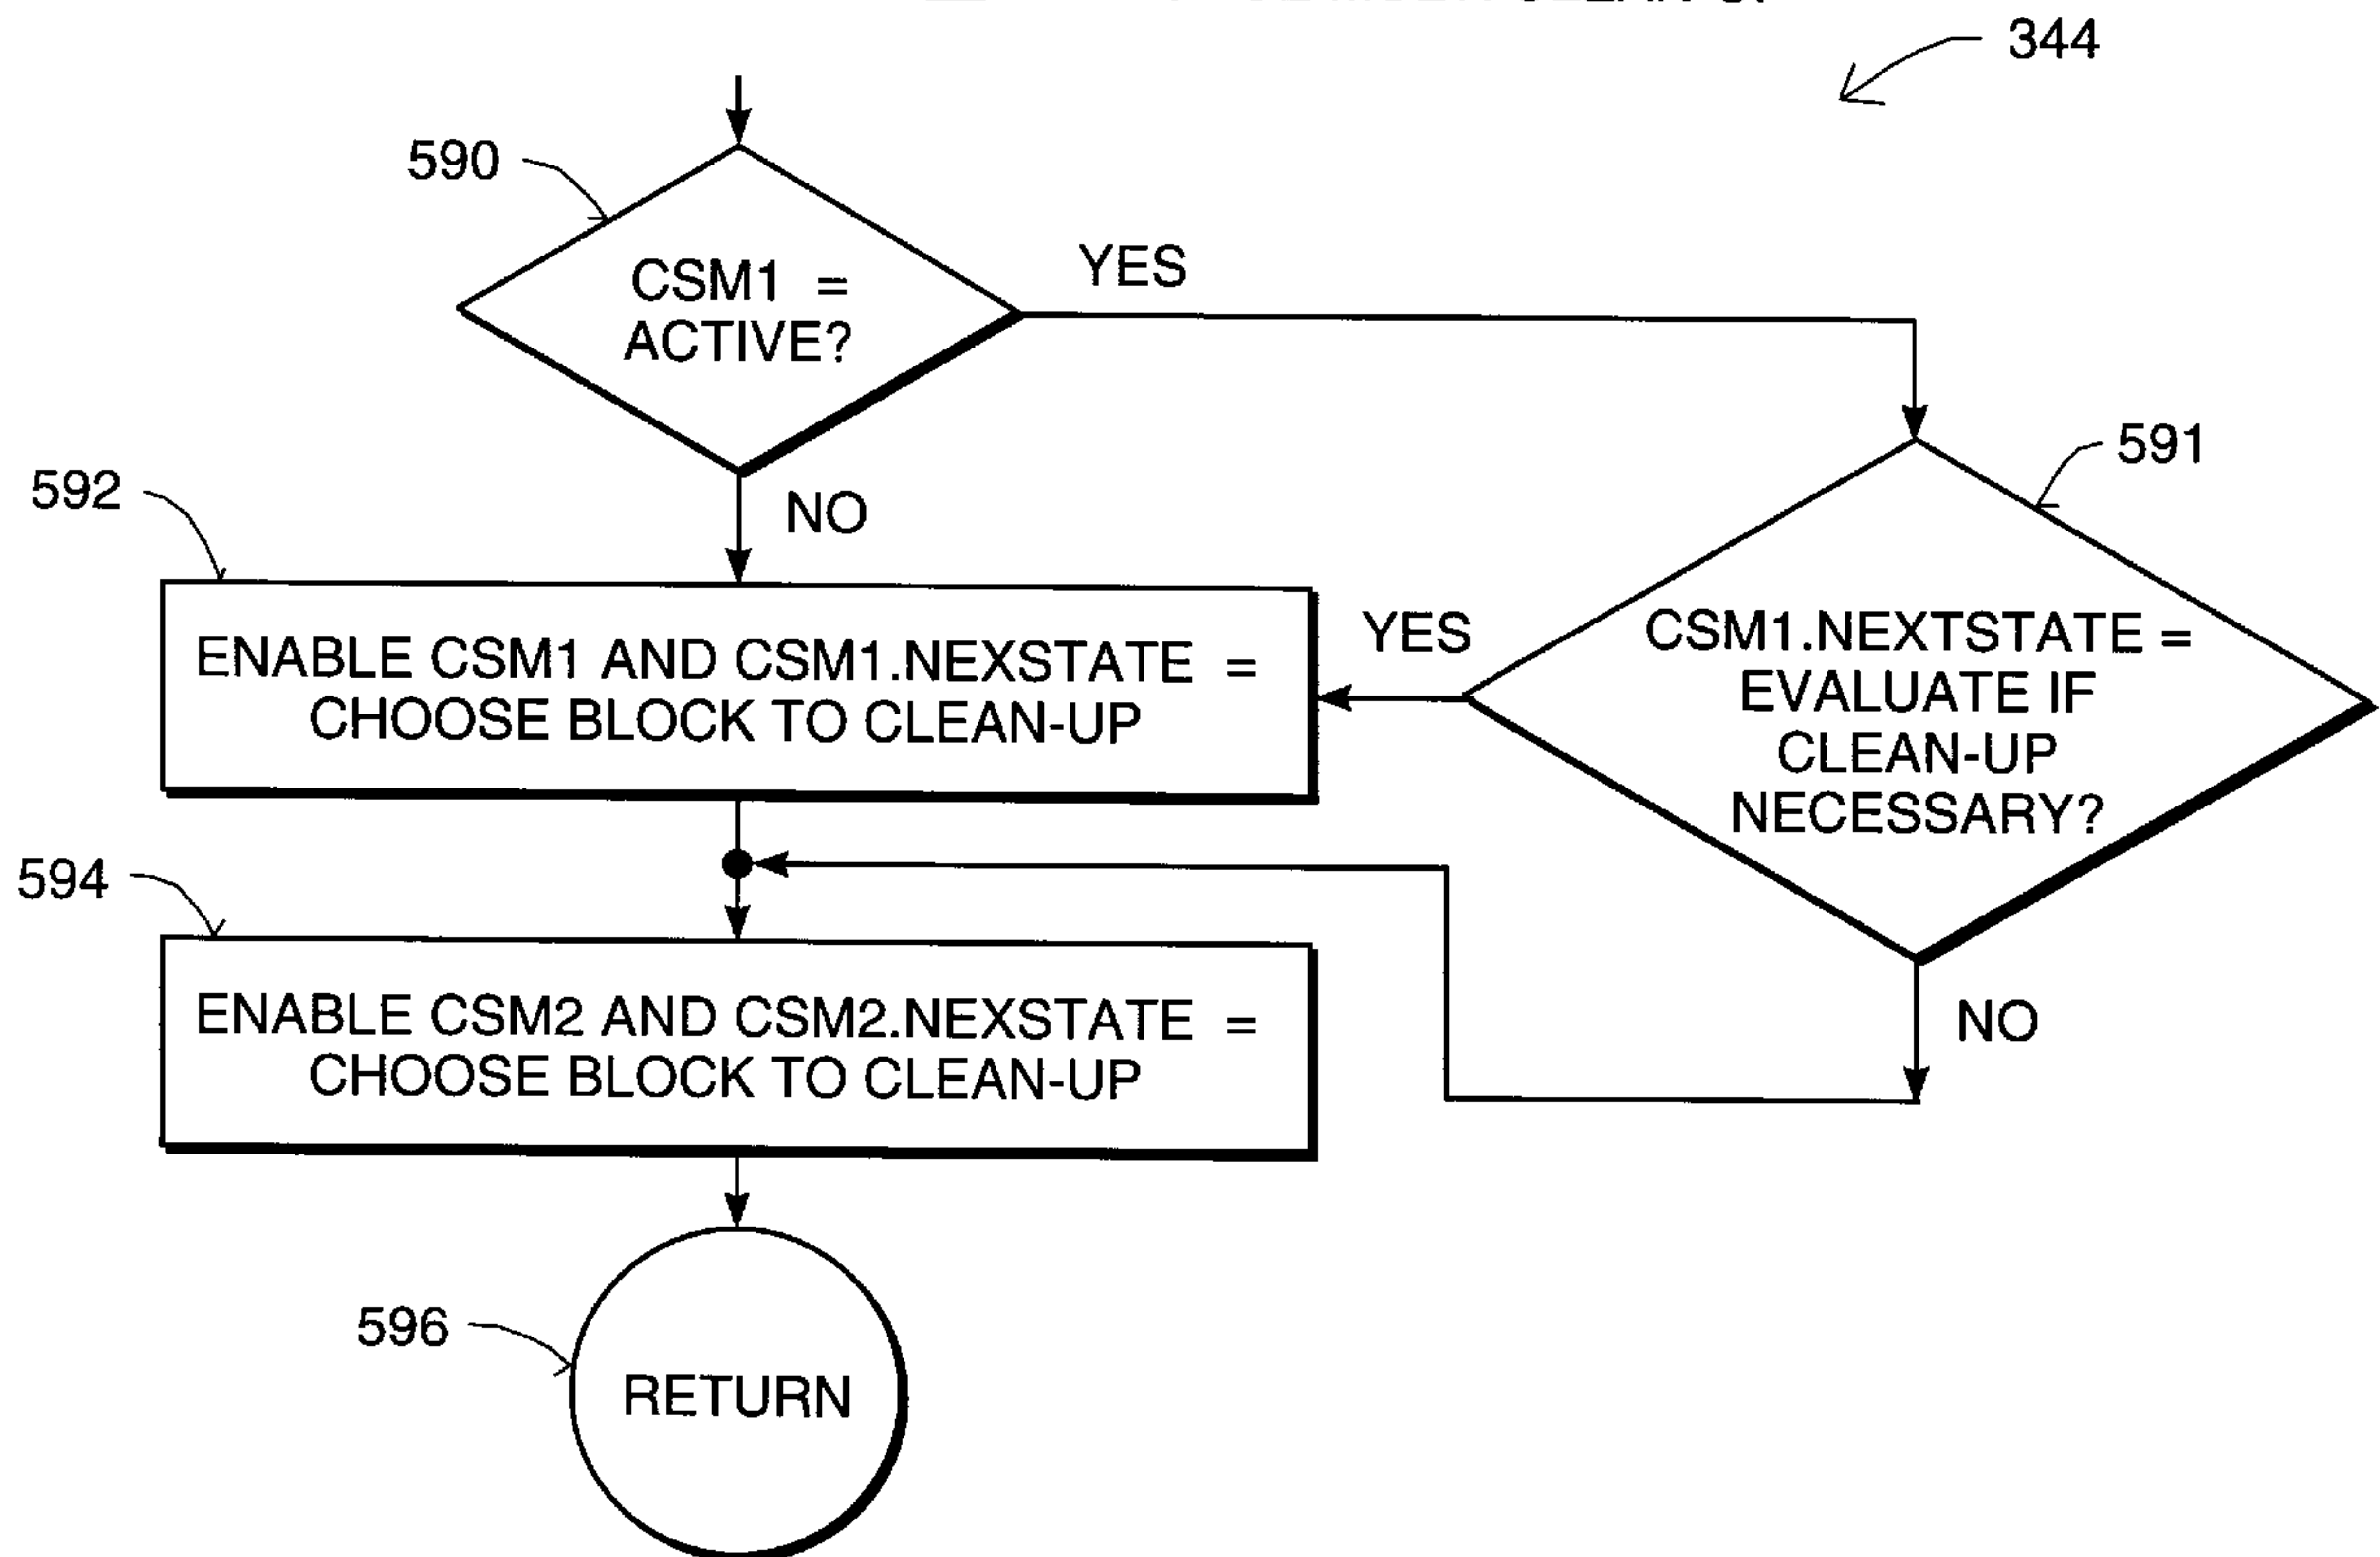 344
590
CSM1 =
ACTIVE?
YES
591
592
NO
ENABLE CSM1 AND CSM1.NEXSTATE =
CHOOSE BLOCK TO CLEAN-UP
YES
CSM1.NEXTSTATE =
EVALUATE IF
CLEAN-UP
NECESSARY?
594
ENABLE CSM2 AND CSM2.NEXSTATE =
CHOOSE BLOCK TO CLEAN-UP
NO
596
RETURN